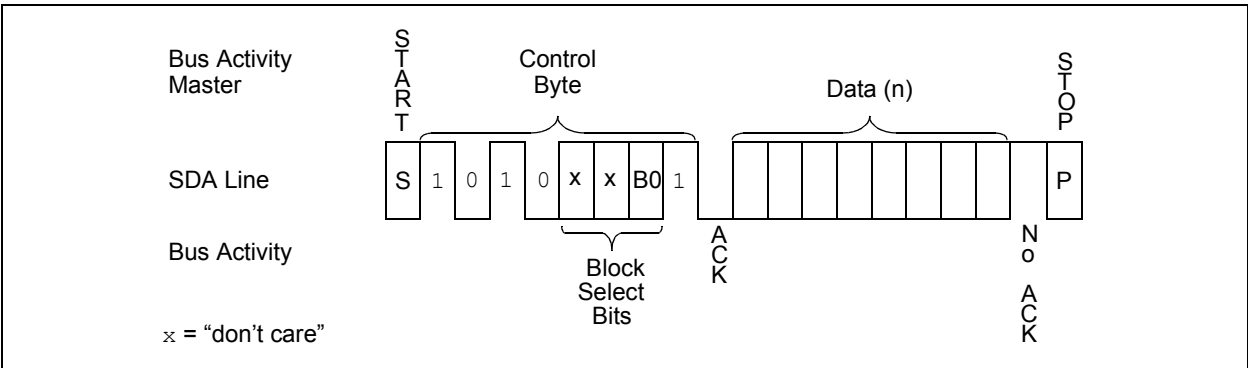 Bus Activity
Master
START
Control
Byte
Data (n)
STOP
SDA Line
S 1 0 1 0 x x B0 1 P
Bus Activity
ACK
No ACK
Block
Select
Bits
x = “don’t care”